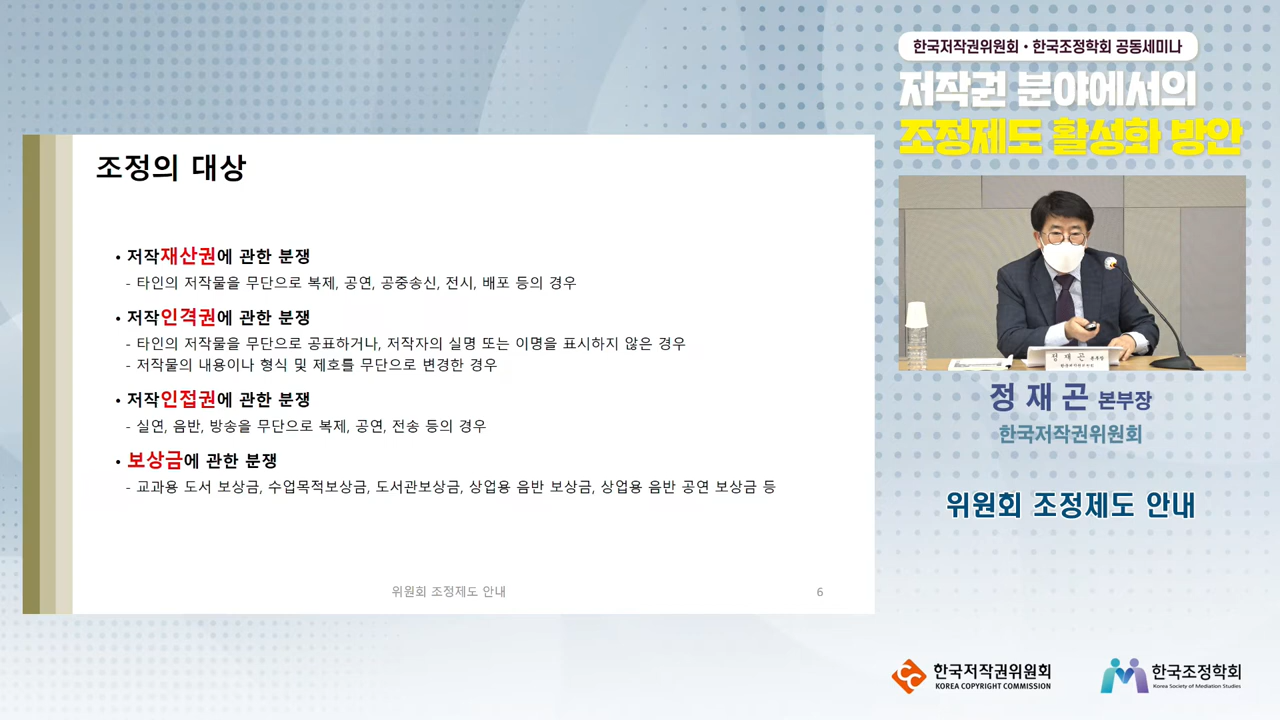 한국저작권위원회 • 한국조정학회 공동세미나
저작권 분야에서의
조정제도 활성화 방안
조정의 대상
• 저작재산권에 관한 분쟁
- 타인의 저작물을 무단으로 복제, 공연, 공중송신, 전시, 배포 등의 경우
• 저작인격권에 관한 분쟁
- 타인의 저작물을 무단으로 공표하거나, 저작자의 실명 또는 이명을 표시하지 않은 경우
- 저작물의 내용이나 형식 및 제호를 무단으로 변경한 경우
• 저작인접권에 관한 분쟁
- 실연, 음반, 방송을 무단으로 복제, 공연, 전송 등의 경우
• 보상금에 관한 분쟁
- 교과용 도서 보상금, 수업목적보상금, 도서관보상금, 상업용 음반 보상금, 상업용 음반 공연 보상금 등
위원회 조정제도 안내
6
정 재 곤 본부장
정 재 곤 본부장
한국저작권위원회
위원회 조정제도 안내
한국저작권위원회
KOREA COPYRIGHT COMMISSION
한국조정학회
Korea Society of Mediation Studies